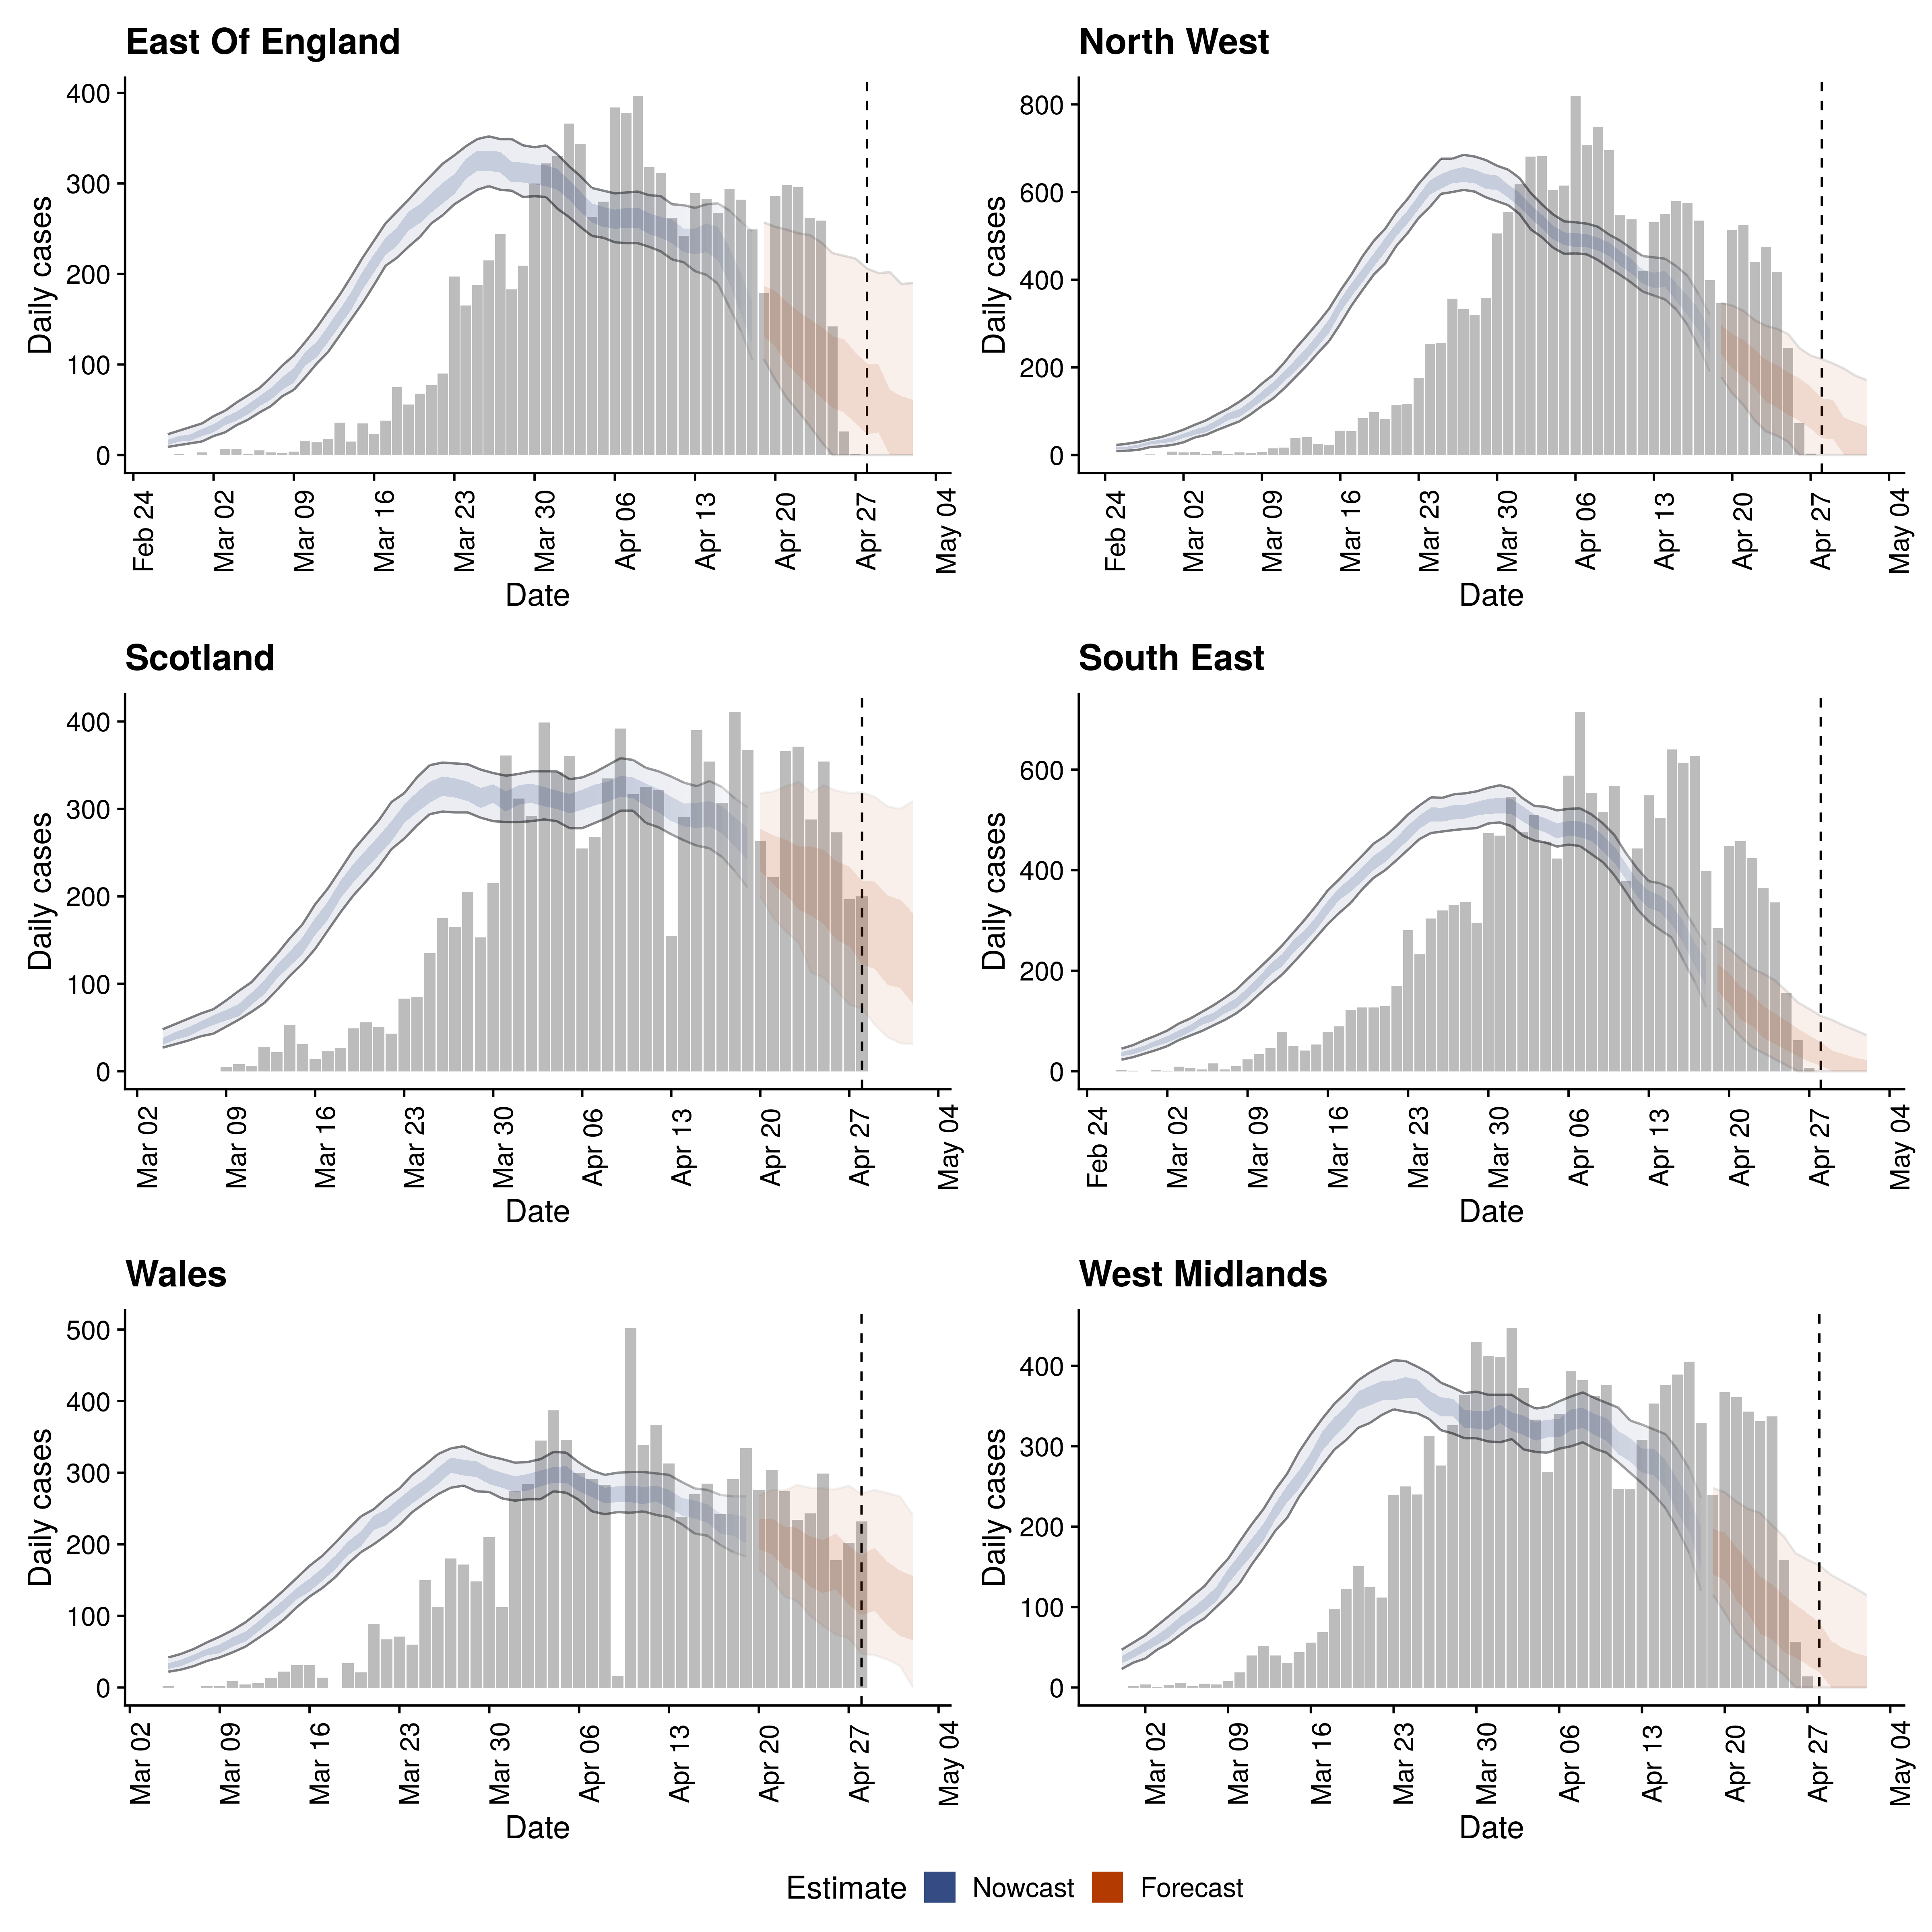 East Of England
Daily cases
400
300
200
100
0
Feb 24
Mar 02
Mar 09
Mar 16
Mar 23
Mar 30
Apr 06
Apr 13
Apr 20
Apr 27
May 04
Date
North West
Daily cases
800
600
400
200
0
Feb 24
Mar 02
Mar 09
Mar 16
Mar 23
Mar 30
Apr 06
Apr 13
Apr 20
Apr 27
May 04
Date
Scotland
Daily cases
400
300
200
100
0
Mar 02
Mar 09
Mar 16
Mar 23
Mar 30
Apr 06
Apr 13
Apr 20
Apr 27
May 04
Date
South East
Daily cases
600
400
200
0
Feb 24
Mar 02
Mar 09
Mar 16
Mar 23
Mar 30
Apr 06
Apr 13
Apr 20
Apr 27
May 04
Date
Wales
Daily cases
500
400
300
200
100
0
Mar 02
Mar 09
Mar 16
Mar 23
Mar 30
Apr 06
Apr 13
Apr 20
Apr 27
May 04
Date
West Midlands
Daily cases
400
300
200
100
0
Mar 02
Mar 09
Mar 16
Mar 23
Mar 30
Apr 06
Apr 13
Apr 20
Apr 27
May 04
Date
Estimate Nowcast Forecast